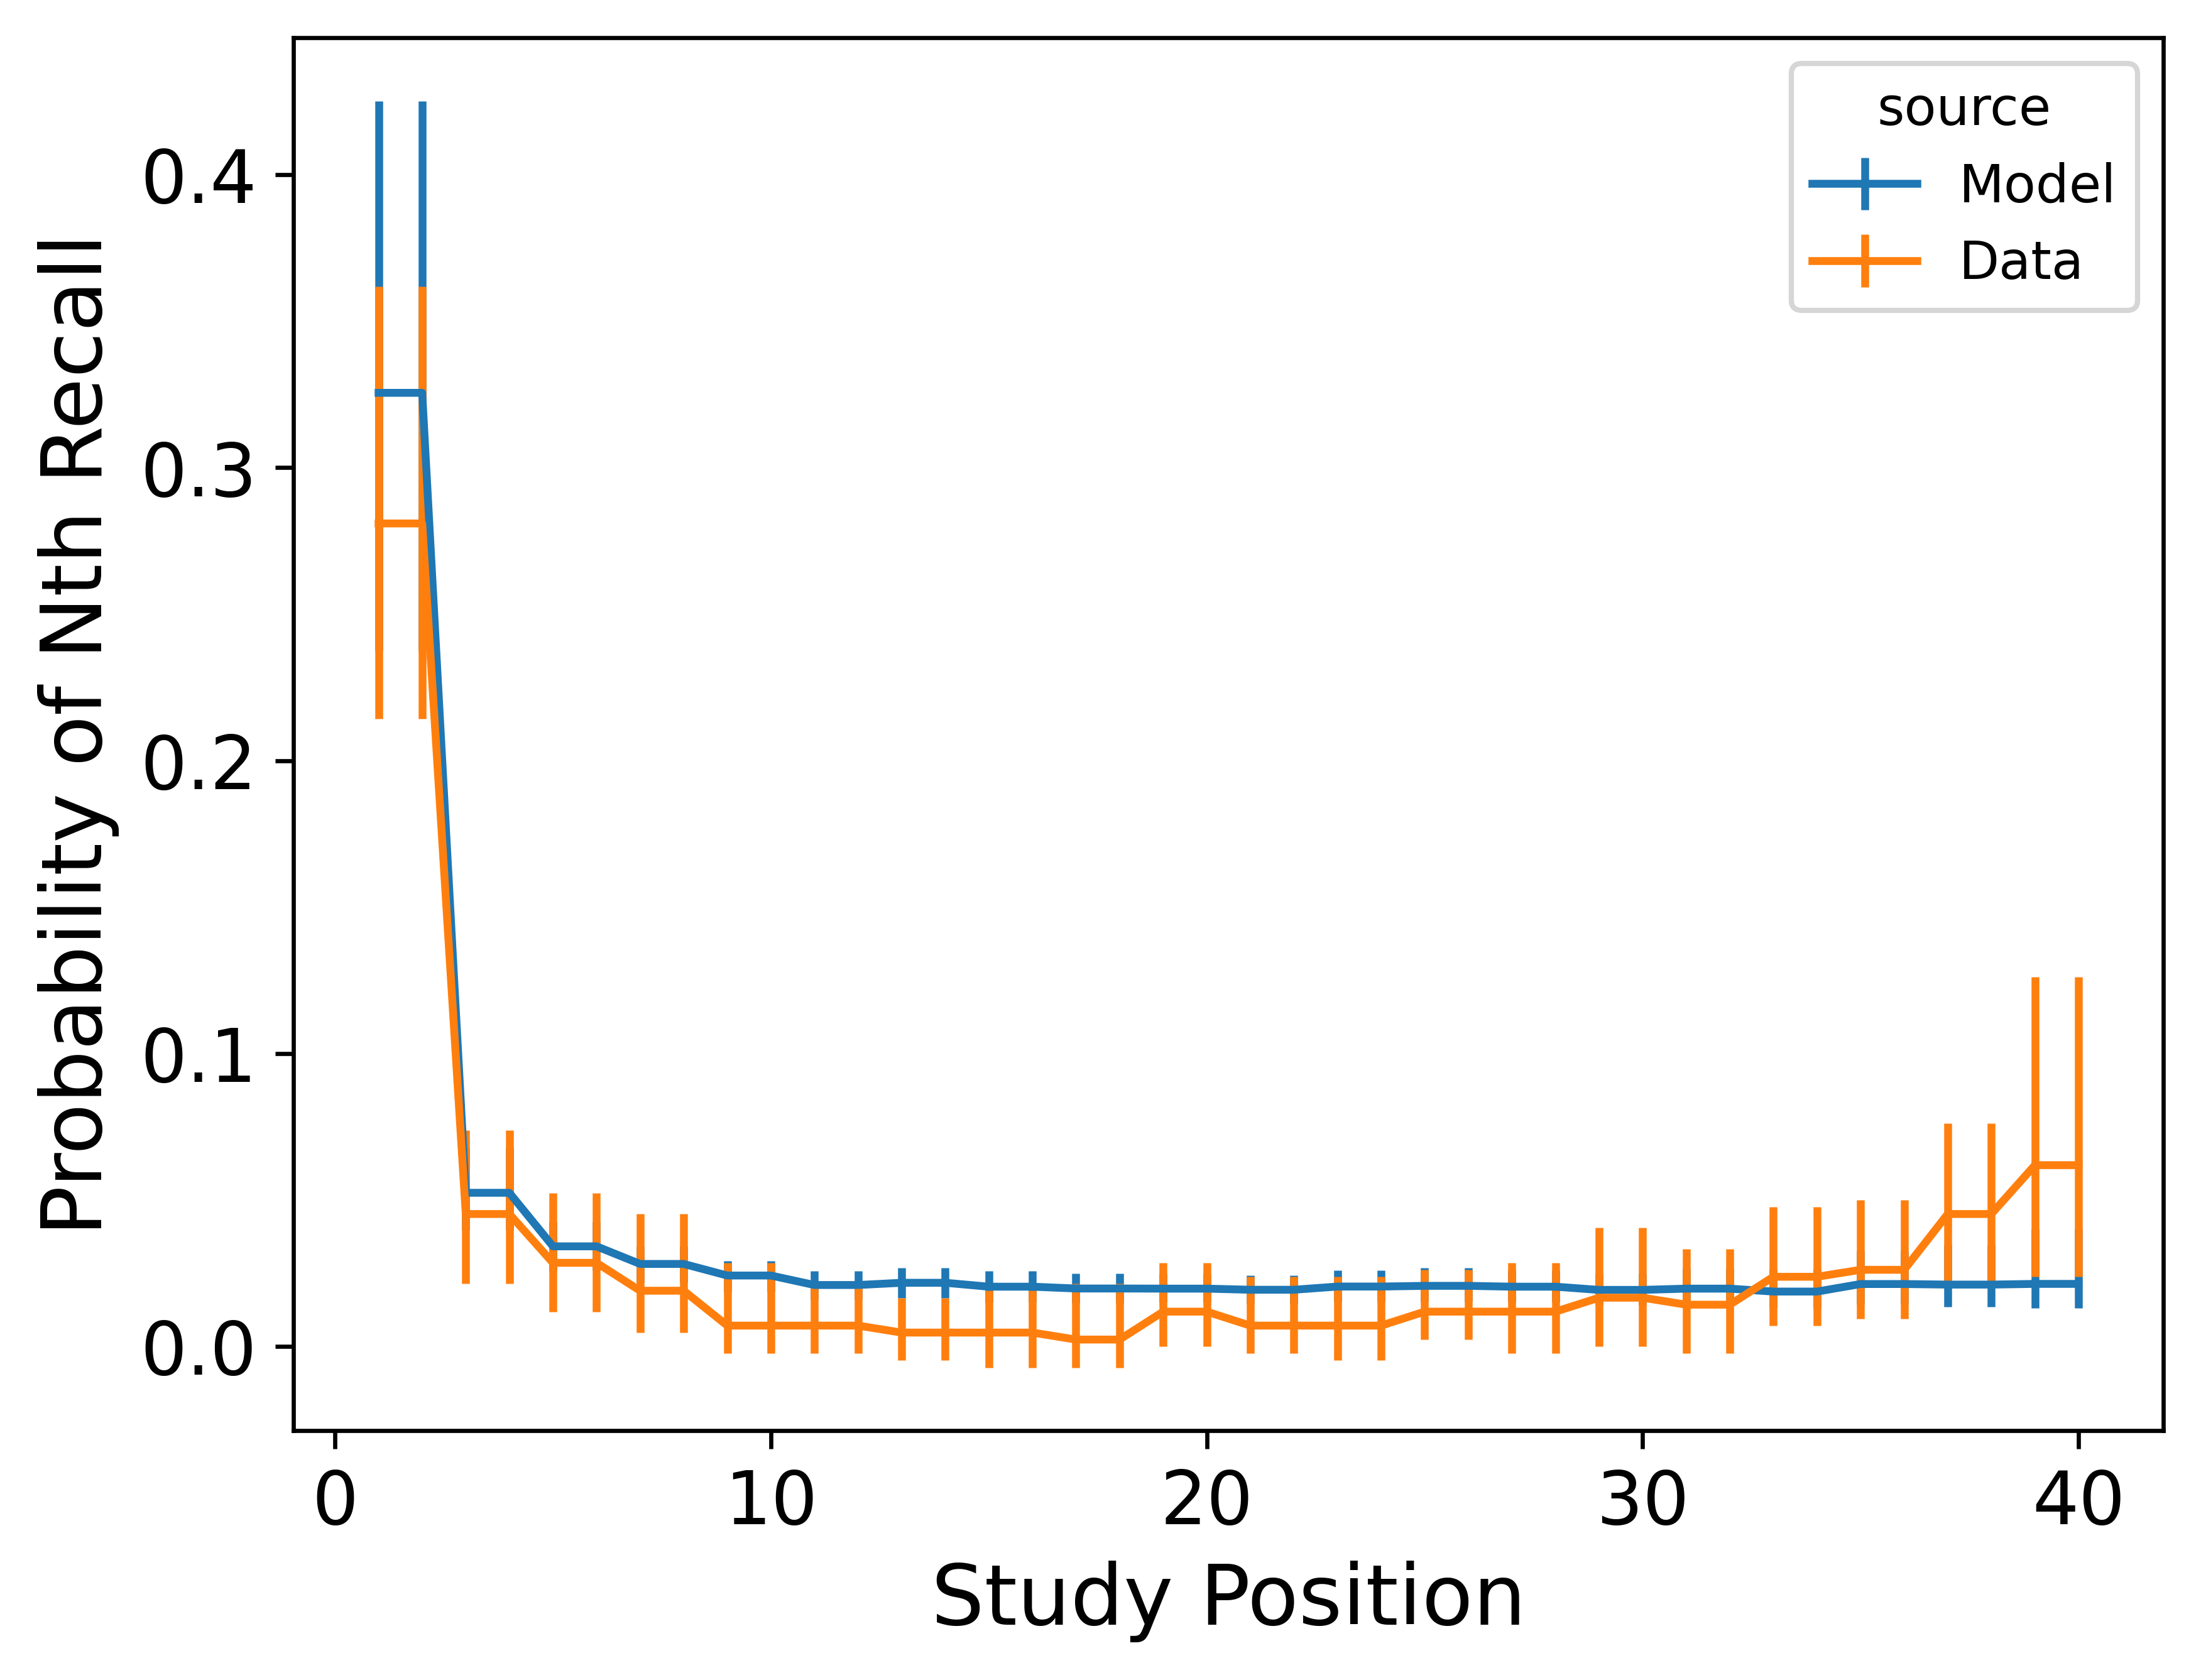 Probability of Nth Recall
0.4
0.3
0.2
0.1
0.0
source
Model
Data
0 10 20 30 40
Study Position